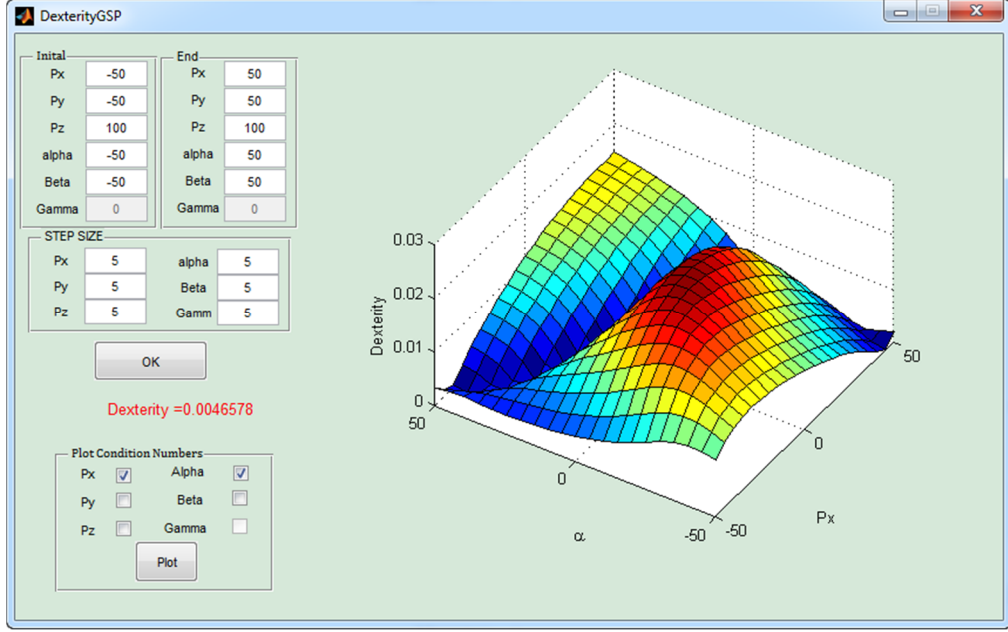 DexterityGSP
Inital
Px -50
Py -50
Pz 100
alpha -50
Beta -50
Gamma 0
End
Px 50
Py 50
Pz 100
alpha 50
Beta 50
Gamma 0
STEP SIZE
Px 5 alpha 5
Py 5 Beta 5
Pz 5 Gamm 5
OK
Dexterity =0.0046578
Plot Condition Numbers
Px Alpha
Py Beta
Pz Gamma
Plot
Dexterity
0.03
0.02
0.01
0
50
0
-50
α
-50
0
50
Px